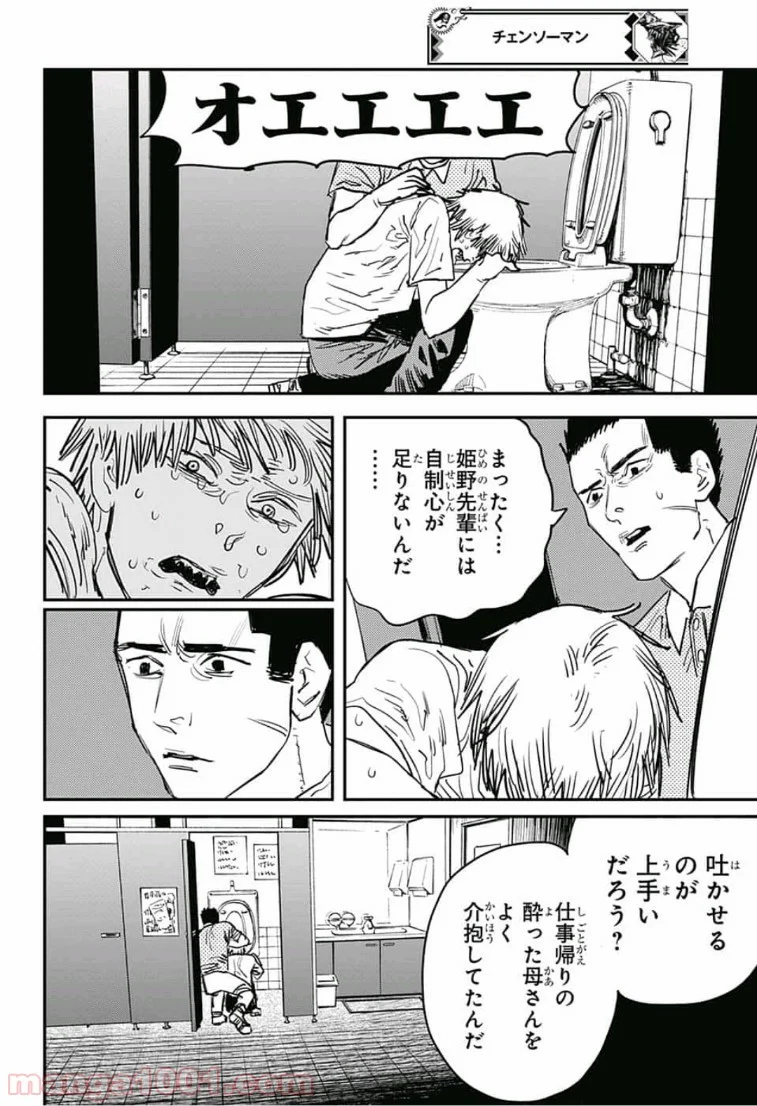 チェンソーマン
オエエエエ
まったく…
姫野先輩には
自制心が
足りないんだ
……
吐かせる
のが
上手い
だろう?
仕事帰りの
酔った母さんを
よく
介抱してたんだ
manga1001.com